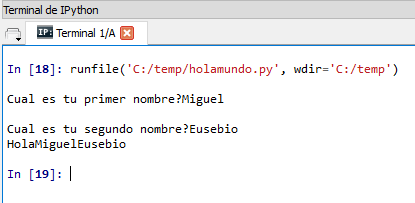 Terminal de IPython
IP: Terminal 1/A
In [18]: runfile('C:/temp/holamundo.py', wdir='C:/temp')
Cual es tu primer nombre?Miguel
Cual es tu segundo nombre?Eusebio
HolaMiguelEusebio
In [19]: